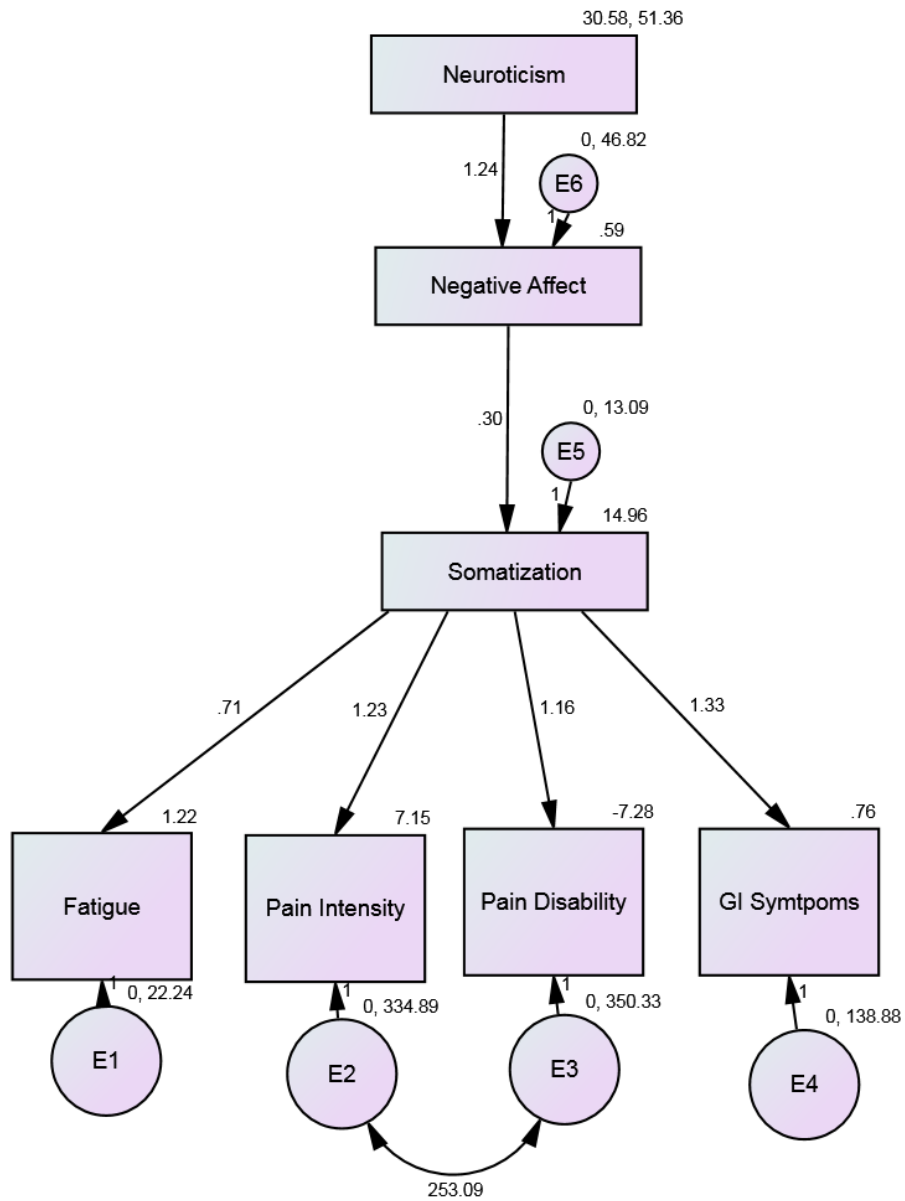 30.58, 51.36
Neuroticism
0, 46.82
1.24
E6
1
.59
Negative Affect
0, 13.09
.30
E5
1
14.96
Somatization
.71
1.23
1.16
1.33
1.22
7.15
-7.28
.76
Fatigue
Pain Intensity
Pain Disability
GI Symtpoms
1
0, 22.24
1
0, 334.89
1
0, 350.33
1
0, 138.88
E1
E2
E3
E4
253.09